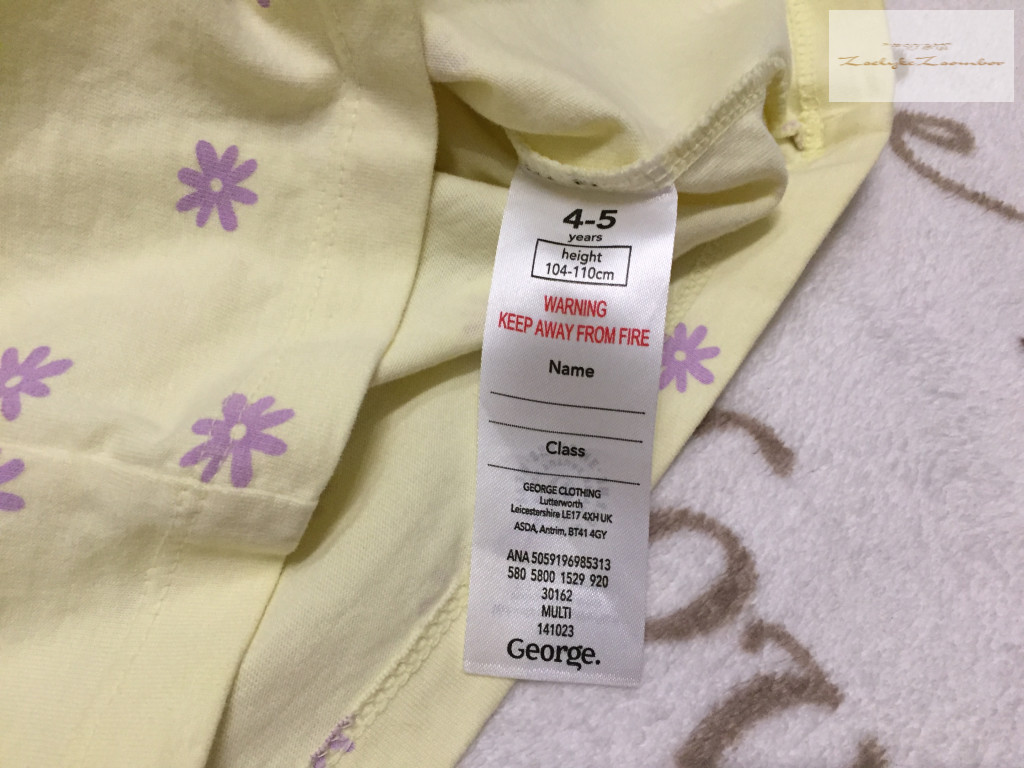 4-5
years
height
104-110cm
WARNING
KEEP AWAY FROM FIRE
Name
Class
GEORGE CLOTHING
Lutterworth
Leicestershire LE17 4XH UK
ASDA, Antrim, BT41 4GY
ANA 5059196985313
580 5800 1529 920
30162
MULTI
141023
George.